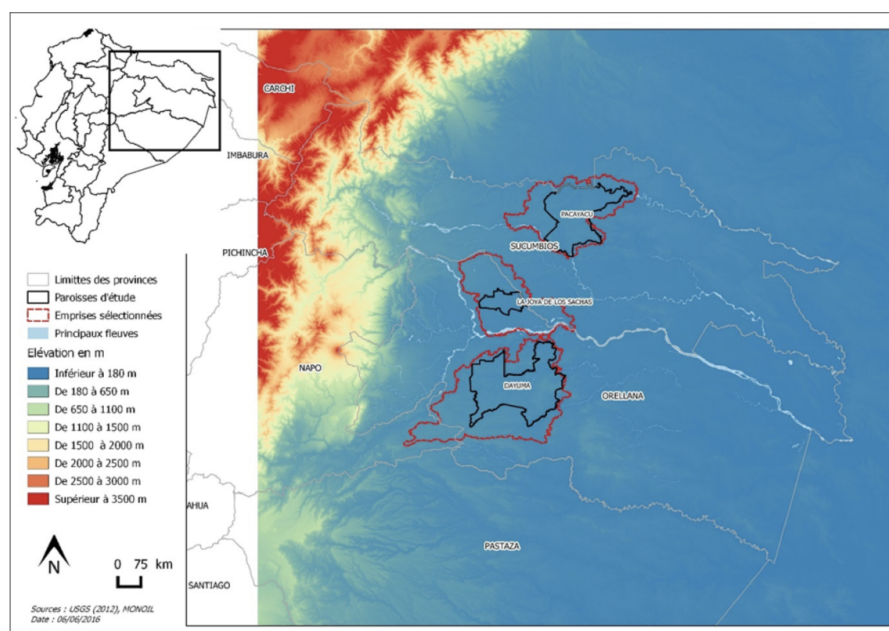 CARCHI
IMBABURA
PICHINCHA
PACAYACU
SUCUMBIOS
LA JOYA DE LOS SACHAS
NAPO
DAYUMA
ORELLANA
PASTAZA
AHUA
SANTIAGO
Limittes des provinces
Paroisses d'étude
Emprises sélectionnées
Principaux fleuves
Elévation en m
Inférieur à 180 m
De 180 à 650 m
De 650 à 1100 m
De 1100 à 1500 m
De 1500 à 2000 m
De 2000 à 2500 m
De 2500 à 3000 m
Supérieur à 3500 m
N
0 75 km
Sources : USGS (2012), MONOIL
Date : 06/06/2016